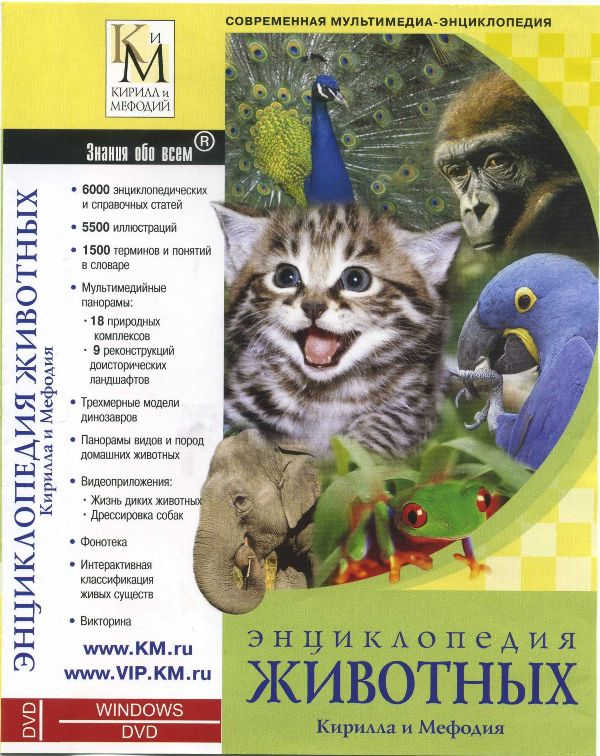 СОВРЕМЕННАЯ МУЛЬТИМЕДИА-ЭНЦИКЛОПЕДИЯ
К И
М
КИРИЛЛ и
МЕФОДИЙ
Знания обо всем®
• 6000 энциклопедических
и справочных статей
• 5500 иллюстраций
• 1500 терминов и понятий
в словаре
• Мультимедийные
панорамы:
· 18 природных
комплексов
· 9 реконструкций
доисторических
ландшафтов
• Трехмерные модели
динозавров
• Панорамы видов и пород
домашних животных
• Видеоприложения:
· Жизнь диких животных
· Дрессировка собак
• Фонотека
• Интерактивная
классификация
живых существ
• Викторина
www.KM.ru
www.VIP.KM.ru
ЭНЦИКЛОПЕДИЯ ЖИВОТНЫХ
Кирилла и Мефодия
DVD
WINDOWS
DVD
ЭНЦИКЛОПЕДИЯ
ЖИВОТНЫХ
Кирилла и Мефодия